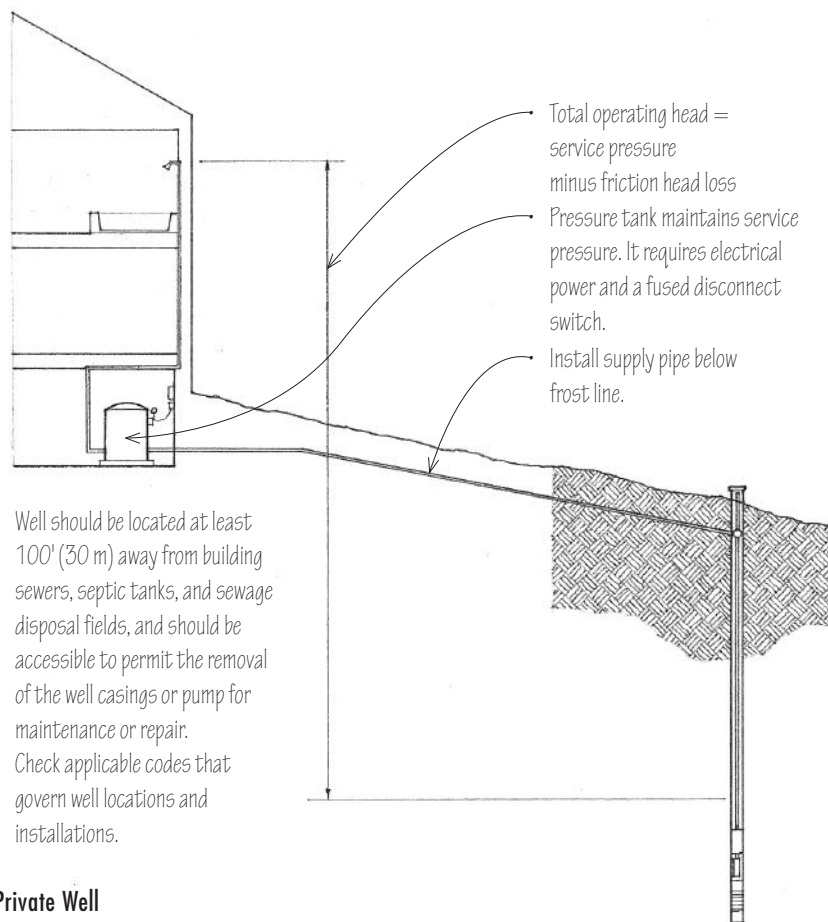 Total operating head =
service pressure
minus friction head loss
Pressure tank maintains service
pressure. It requires electrical
power and a fused disconnect
switch.
Install supply pipe below
frost line.
Well should be located at least
100' (30 m) away from building
sewers, septic tanks, and sewage
disposal fields, and should be
accessible to permit the removal
of the well casings or pump for
maintenance or repair.
Check applicable codes that
govern well locations and
installations.
Private Well